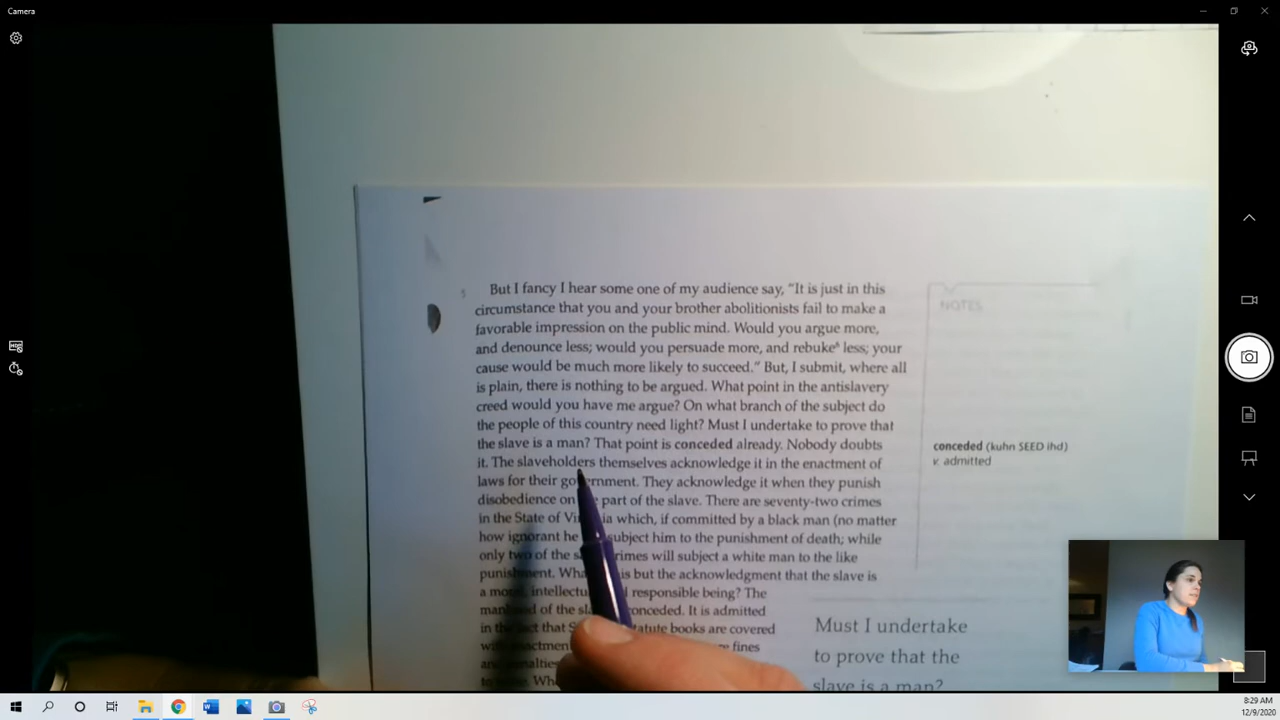 Camera
5 But I fancy I hear some one of my audience say, "It is just in this
circumstance that you and your brother abolitionists fail to make a
favorable impression on the public mind. Would you argue more,
and denounce less; would you persuade more, and rebuke⁶ less; your
cause would be much more likely to succeed." But, I submit, where all
is plain, there is nothing to be argued. What point in the antislavery
creed would you have me argue? On what branch of the subject do
the people of this country need light? Must I undertake to prove that
the slave is a man? That point is conceded already. Nobody doubts
it. The slaveholders themselves acknowledge it in the enactment of
laws for their government. They acknowledge it when they punish
disobedience on part of the slave. There are seventy-two crimes
in the State of which, if committed by a black man (no matter
how ignorant he subject him to the punishment of death; while
only two of the crimes will subject a white man to the like
punishment. is but the acknowledgment that the slave is
a moral, responsible being? The
of the conceded. It is admitted
in the that books are covered
fines
and penalties
NOTES
conceded (kuhn SEED ihd)
v. admitted
Must I undertake
to prove that the
slave is a man?
8:29 AM
12/9/2020